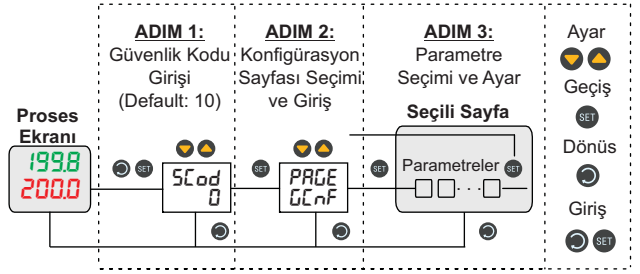 ADIM 1:
Güvenlik Kodu
Girişi
(Default: 10)
ADIM 2:
Konfigürasyon
Sayfası Seçimi
ve Giriş
ADIM 3:
Parametre
Seçimi ve Ayar
Seçili Sayfa
Ayar
Geçiş
SET
Dönüs
Giriş
SET
Proses
Ekranı
199.8
200.0
SET
SCod
0
SET
PAGE
GCnF
SET
Parametreler
SET